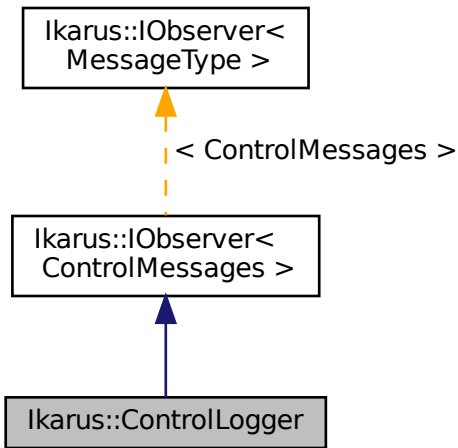 Ikarus::IObserver<
MessageType >
< ControlMessages >
Ikarus::IObserver<
ControlMessages >
Ikarus::ControlLogger